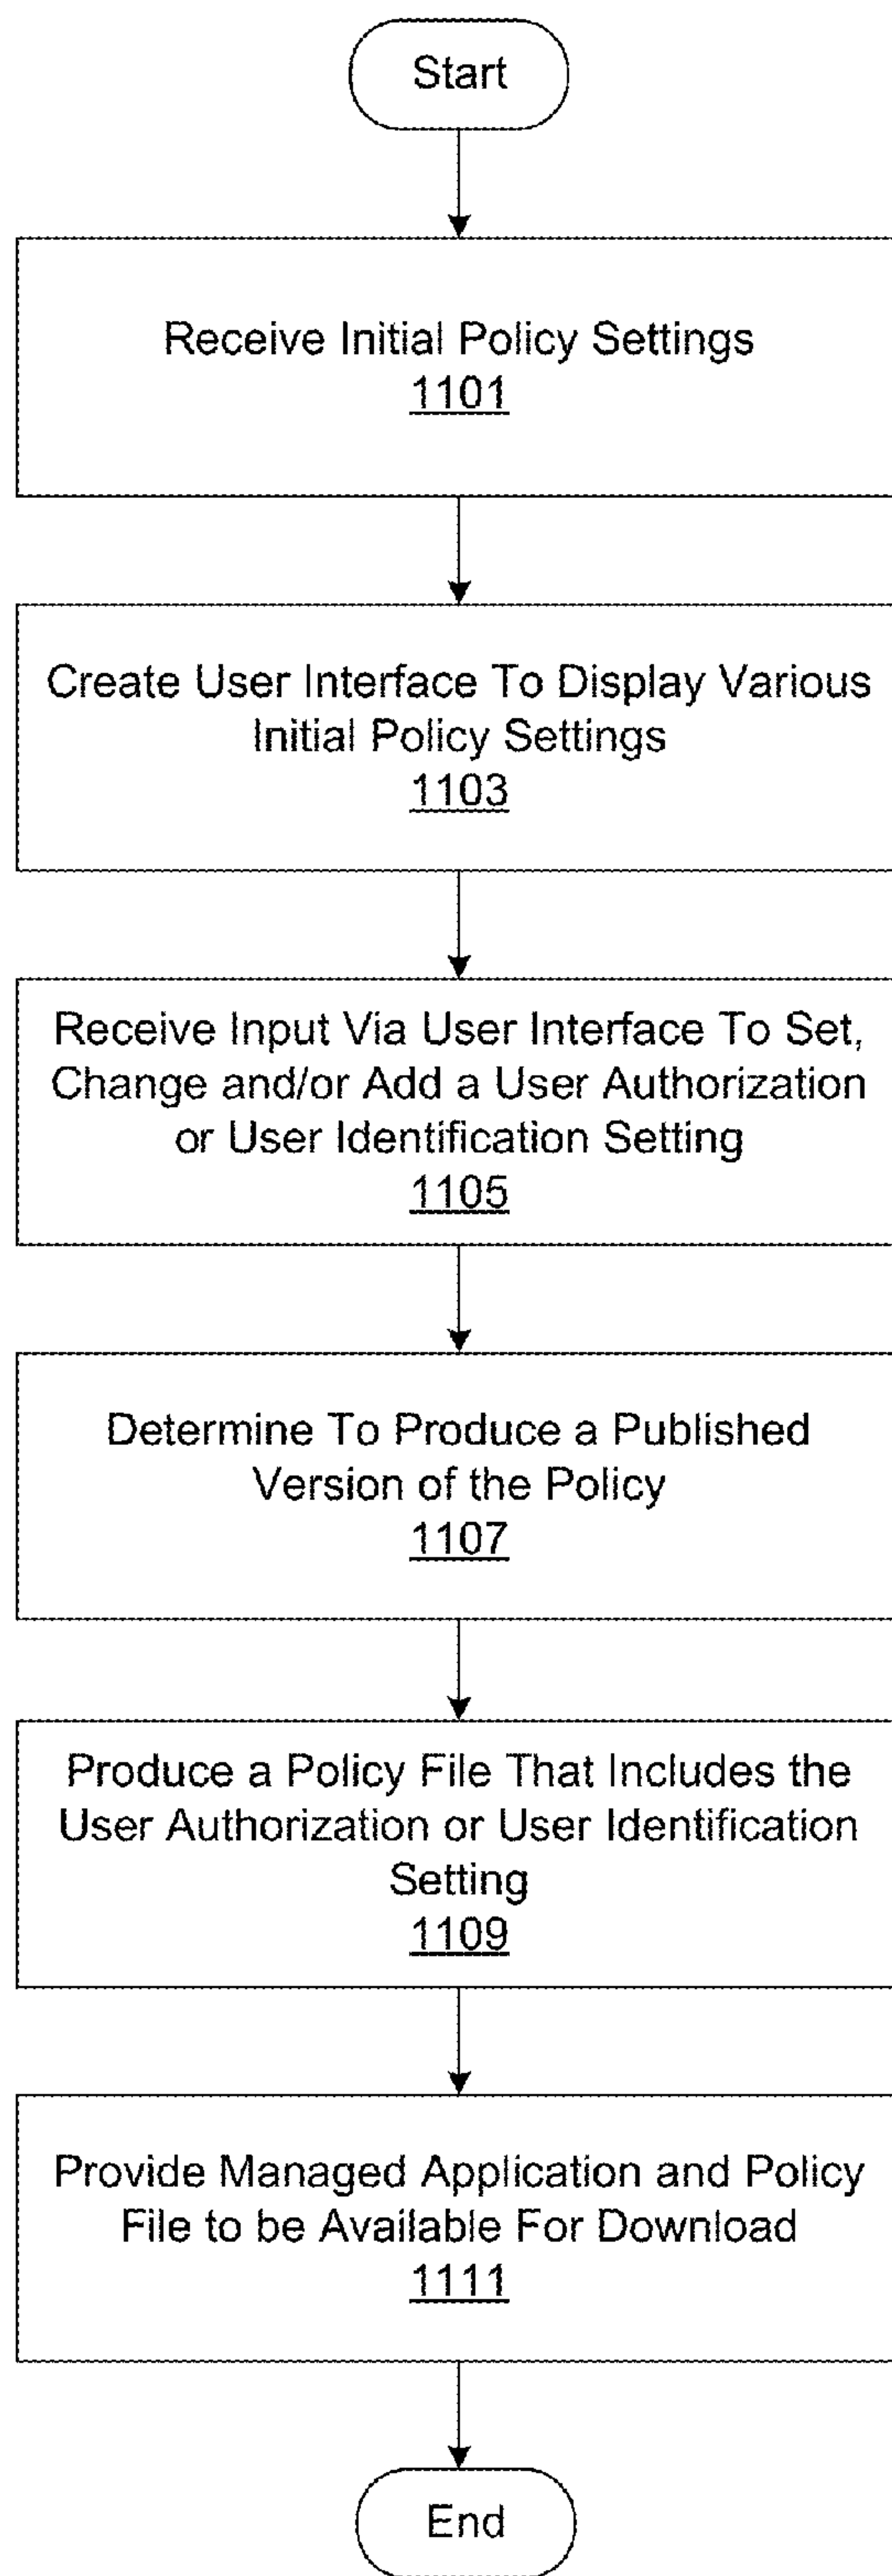 Start
Receive Initial Policy Settings
1101
Create User Interface To Display Various
Initial Policy Settings
1103
Receive Input Via User Interface To Set,
Change and/or Add a User Authorization
or User Identification Setting
1105
Determine To Produce a Published
Version of the Policy
1107
Produce a Policy File That Includes the
User Authorization or User Identification
Setting
1109
Provide Managed Application and Policy
File to be Available For Download
1111
End